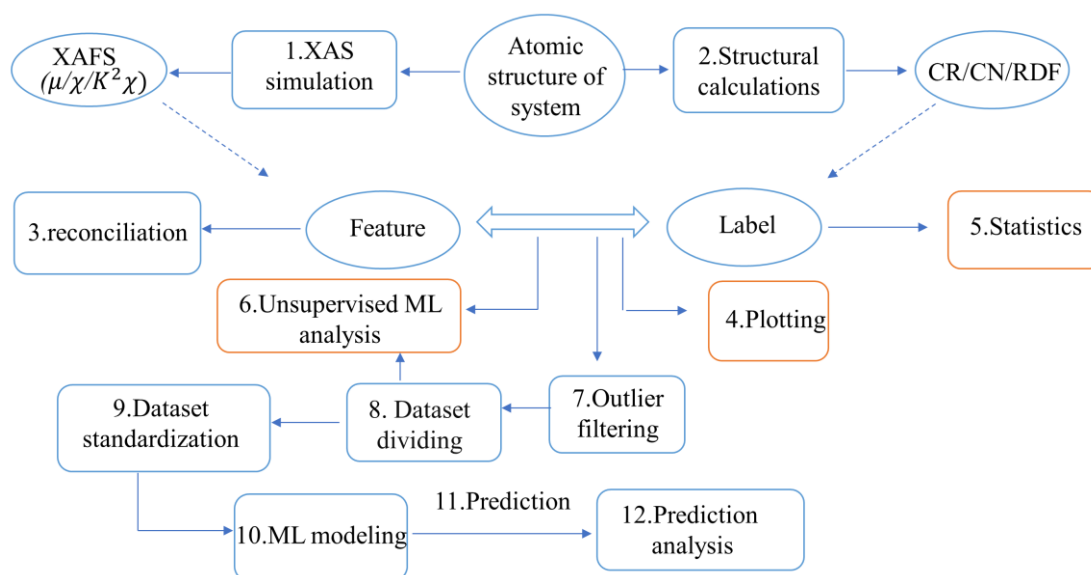 XAFS
(μ/χ/K²χ)
1.XAS
simulation
Atomic
structure of
system
2.Structural
calculations
CR/CN/RDF
3.reconciliation
Feature
Label
5.Statistics
6.Unsupervised ML
analysis
4.Plotting
9.Dataset
standardization
8. Dataset
dividing
7.Outlier
filtering
10.ML modeling
11.Prediction
12.Prediction
analysis